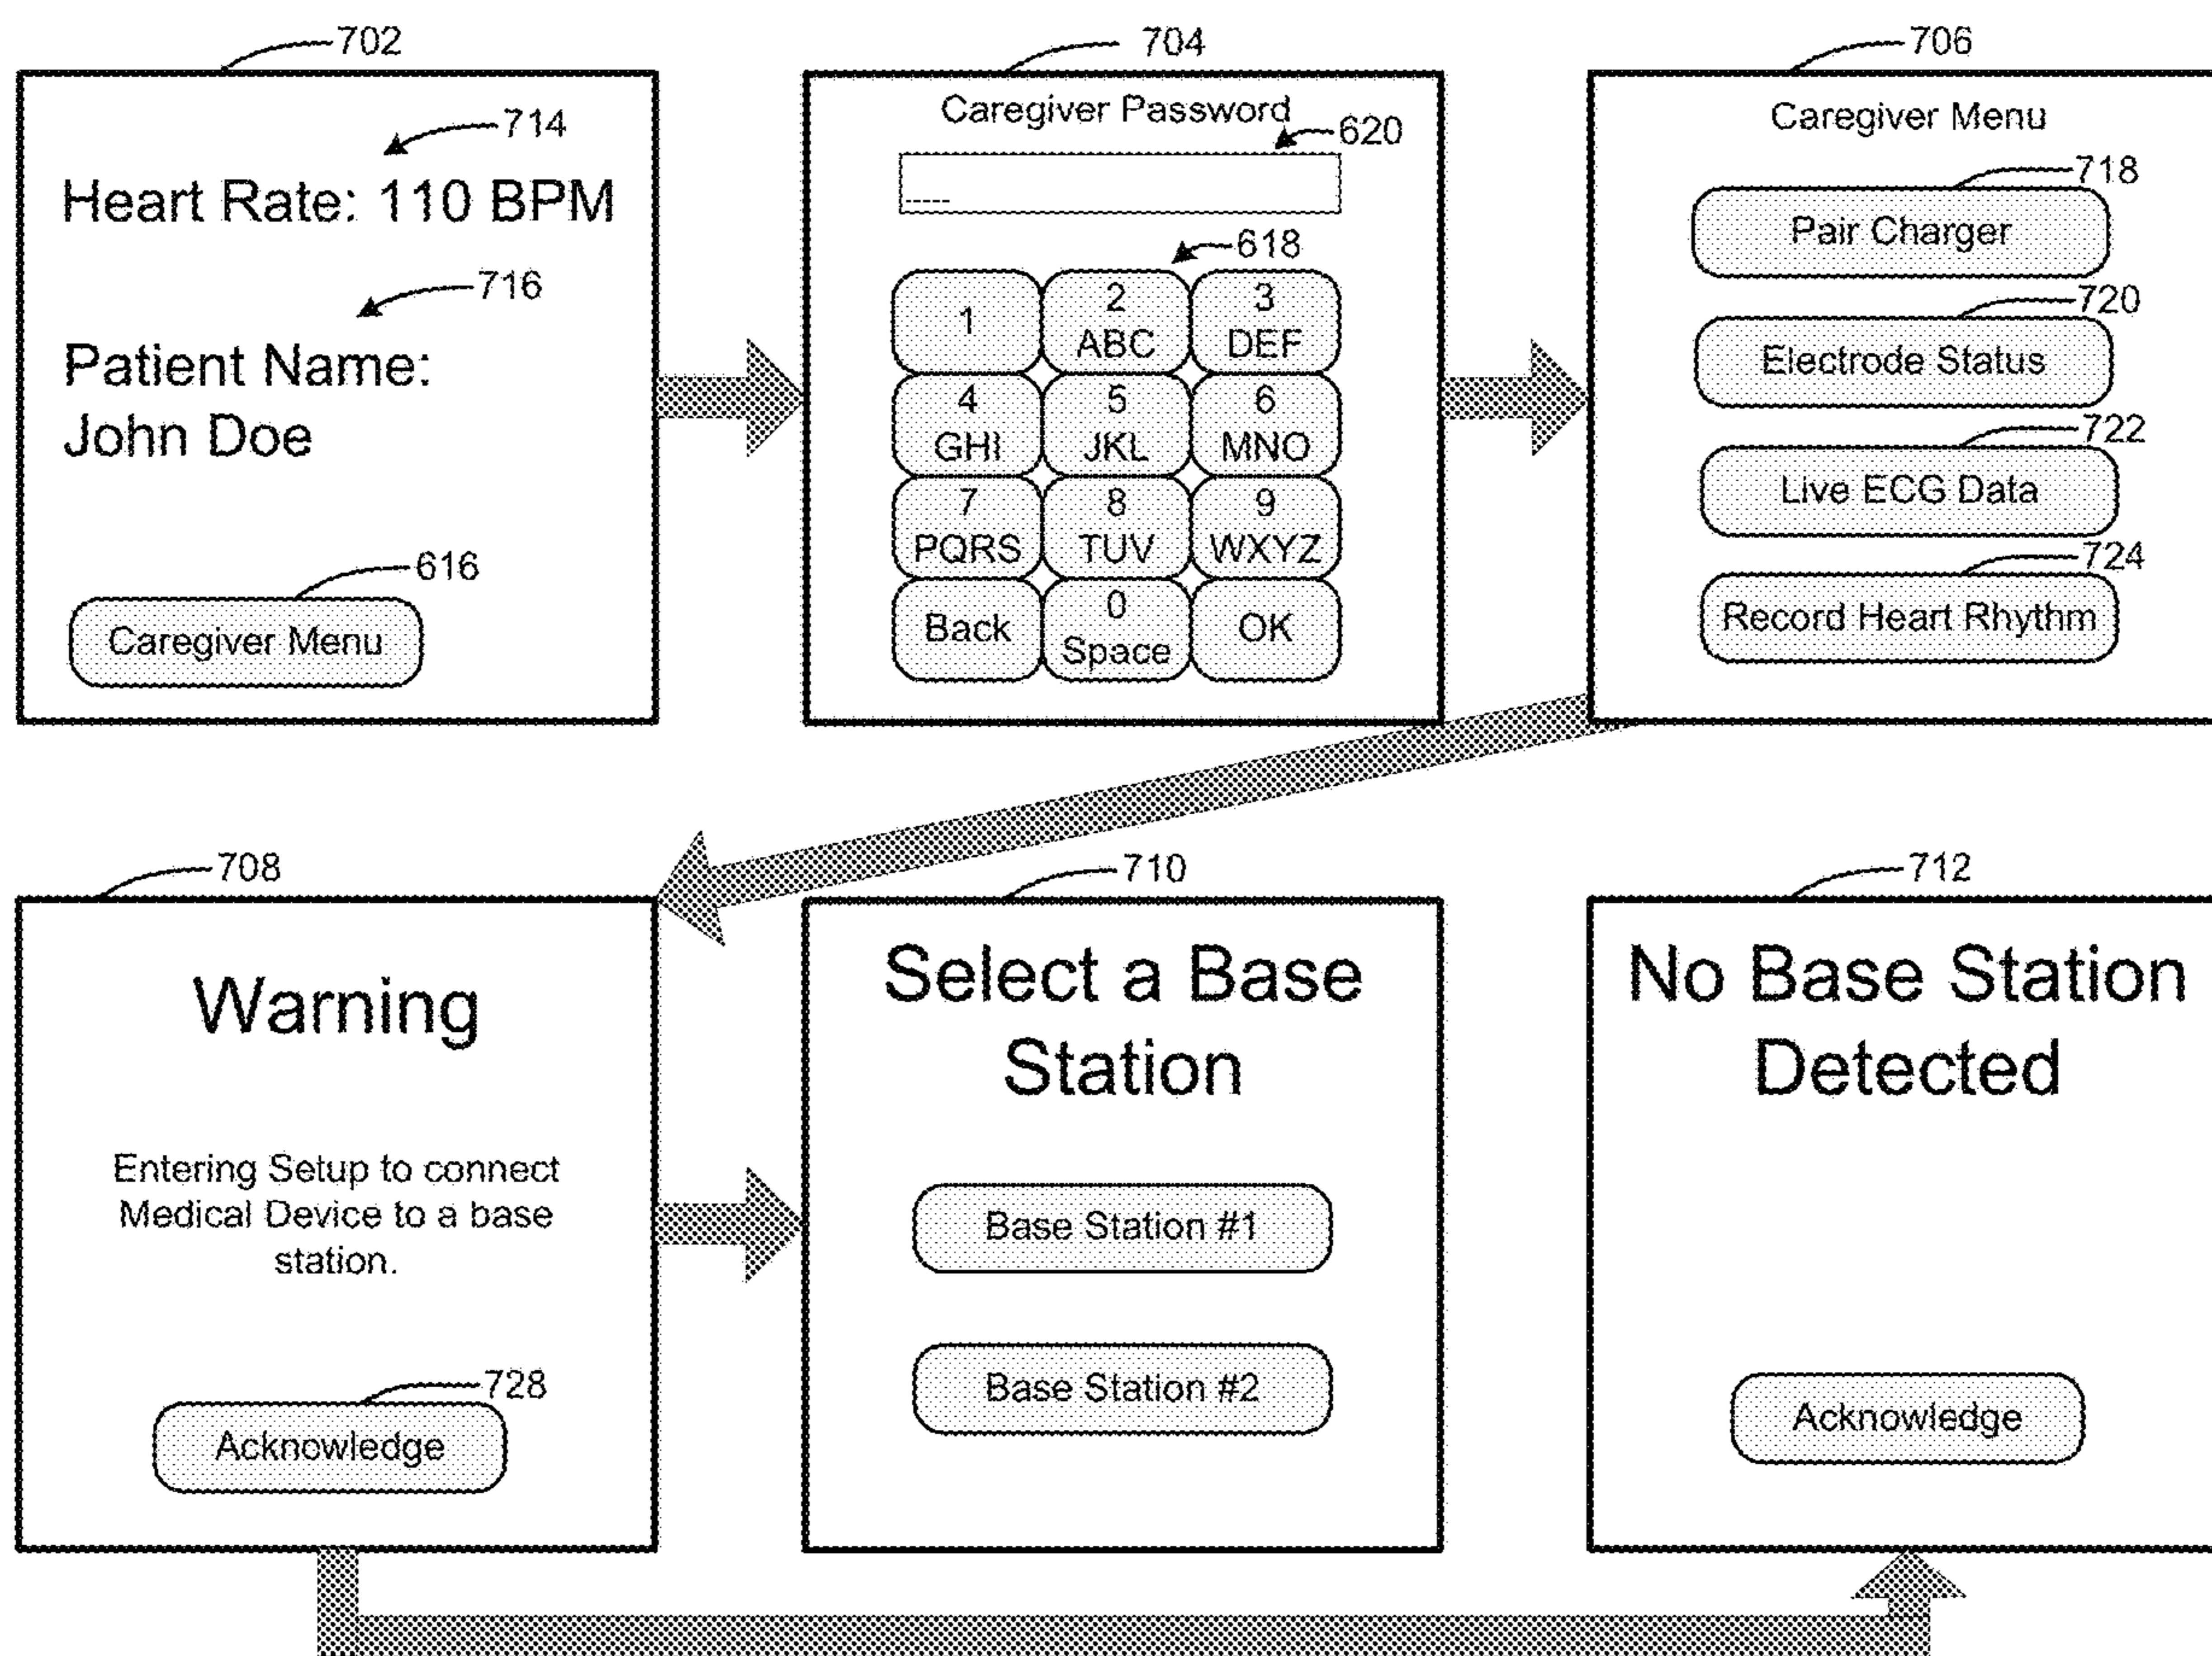 702
714
Heart Rate: 110 BPM
716
Patient Name:
John Doe
616
Caregiver Menu
704
Caregiver Password
620
-----
618
1
2
ABC
3
DEF
4
GHI
5
JKL
6
MNO
7
PQRS
8
TUV
9
WXYZ
Back
0
Space
OK
706
Caregiver Menu
718
Pair Charger
720
Electrode Status
722
Live ECG Data
724
Record Heart Rhythm
708
Warning
Entering Setup to connect
Medical Device to a base
station.
728
Acknowledge
710
Select a Base
Station
Base Station #1
Base Station #2
712
No Base Station
Detected
Acknowledge